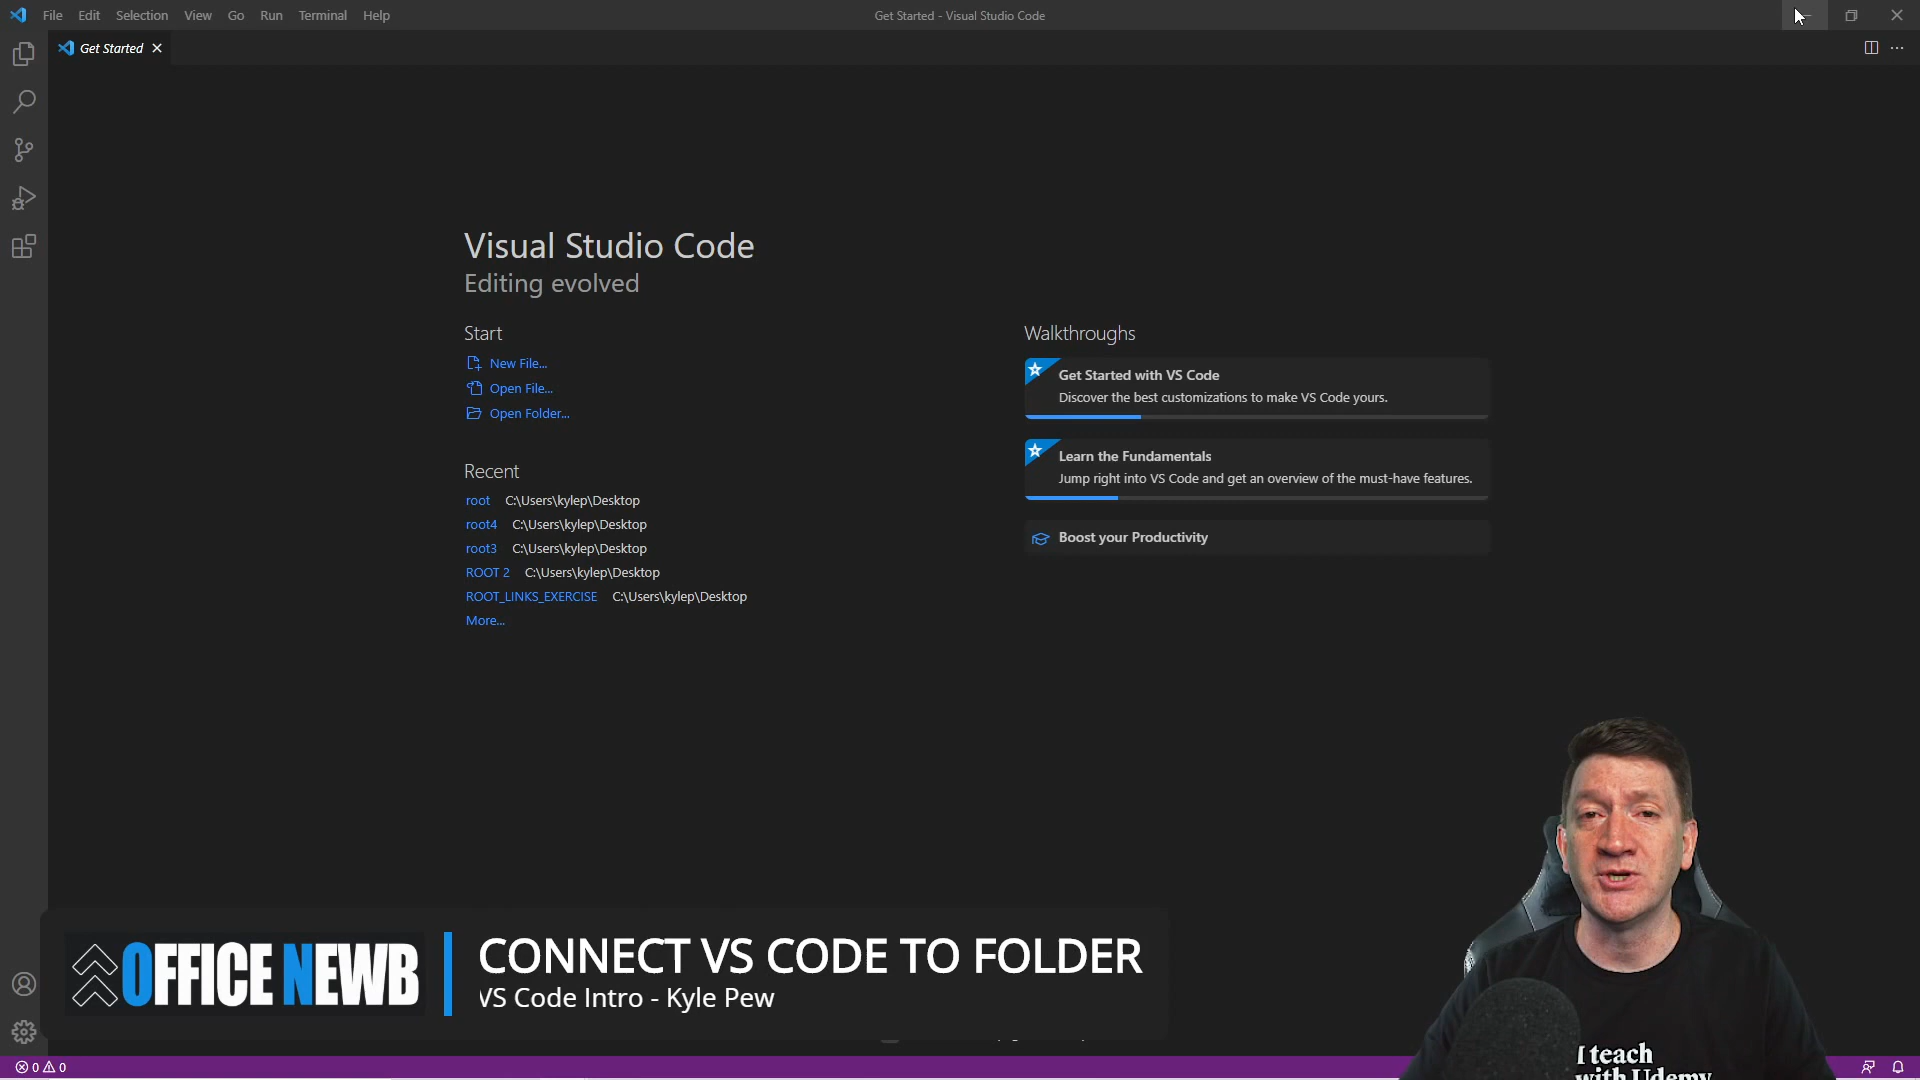 File Edit Selection View Go Run Terminal Help
Get Started - Visual Studio Code
Get Started
Visual Studio Code
Editing evolved
Start
New File...
Open File...
Open Folder...
Recent
root C:\Users\kylep\Desktop
root4 C:\Users\kylep\Desktop
root3 C:\Users\kylep\Desktop
ROOT 2 C:\Users\kylep\Desktop
ROOT_LINKS_EXERCISE C:\Users\kylep\Desktop
More...
Walkthroughs
Get Started with VS Code
Discover the best customizations to make VS Code yours.
Learn the Fundamentals
Jump right into VS Code and get an overview of the must-have features.
Boost your Productivity
OFFICE NEWB
CONNECT VS CODE TO FOLDER
VS Code Intro - Kyle Pew
I teach
with Udemy
0 0